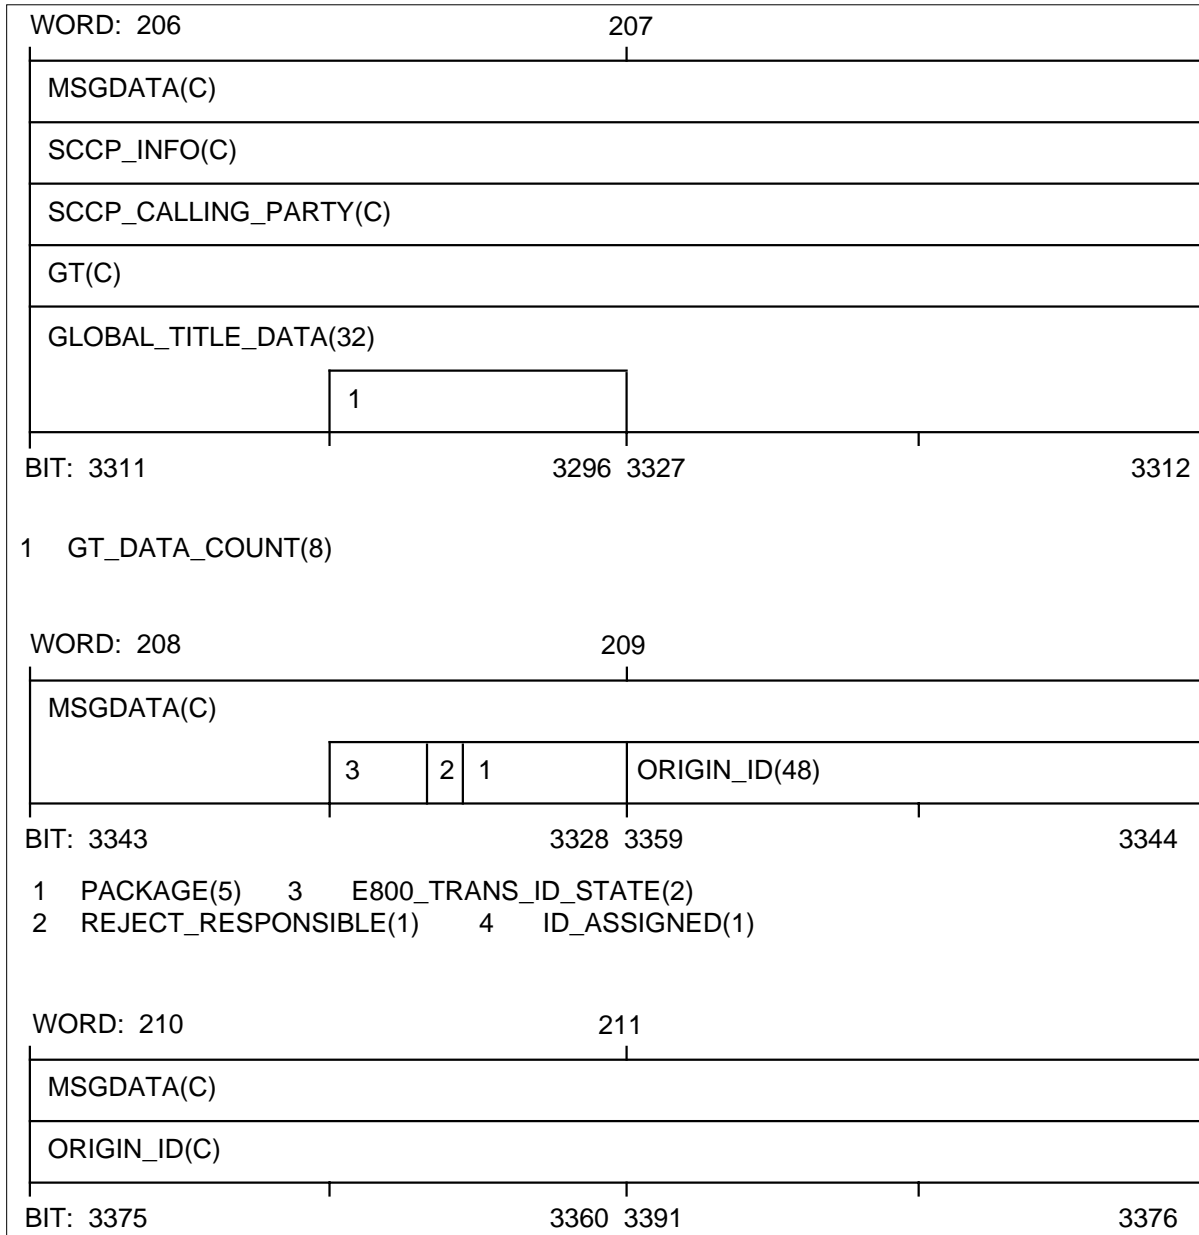 WORD: 206 207
MSGDATA(C)
SCCP_INFO(C)
SCCP_CALLING_PARTY(C)
GT(C)
GLOBAL_TITLE_DATA(32)
1
BIT: 3311 3296 3327 3312
1 GT_DATA_COUNT(8)
WORD: 208 209
MSGDATA(C)
3 2 1 ORIGIN_ID(48)
BIT: 3343 3328 3359 3344
1 PACKAGE(5) 3 E800_TRANS_ID_STATE(2)
2 REJECT_RESPONSIBLE(1) 4 ID_ASSIGNED(1)
WORD: 210 211
MSGDATA(C)
ORIGIN_ID(C)
BIT: 3375 3360 3391 3376